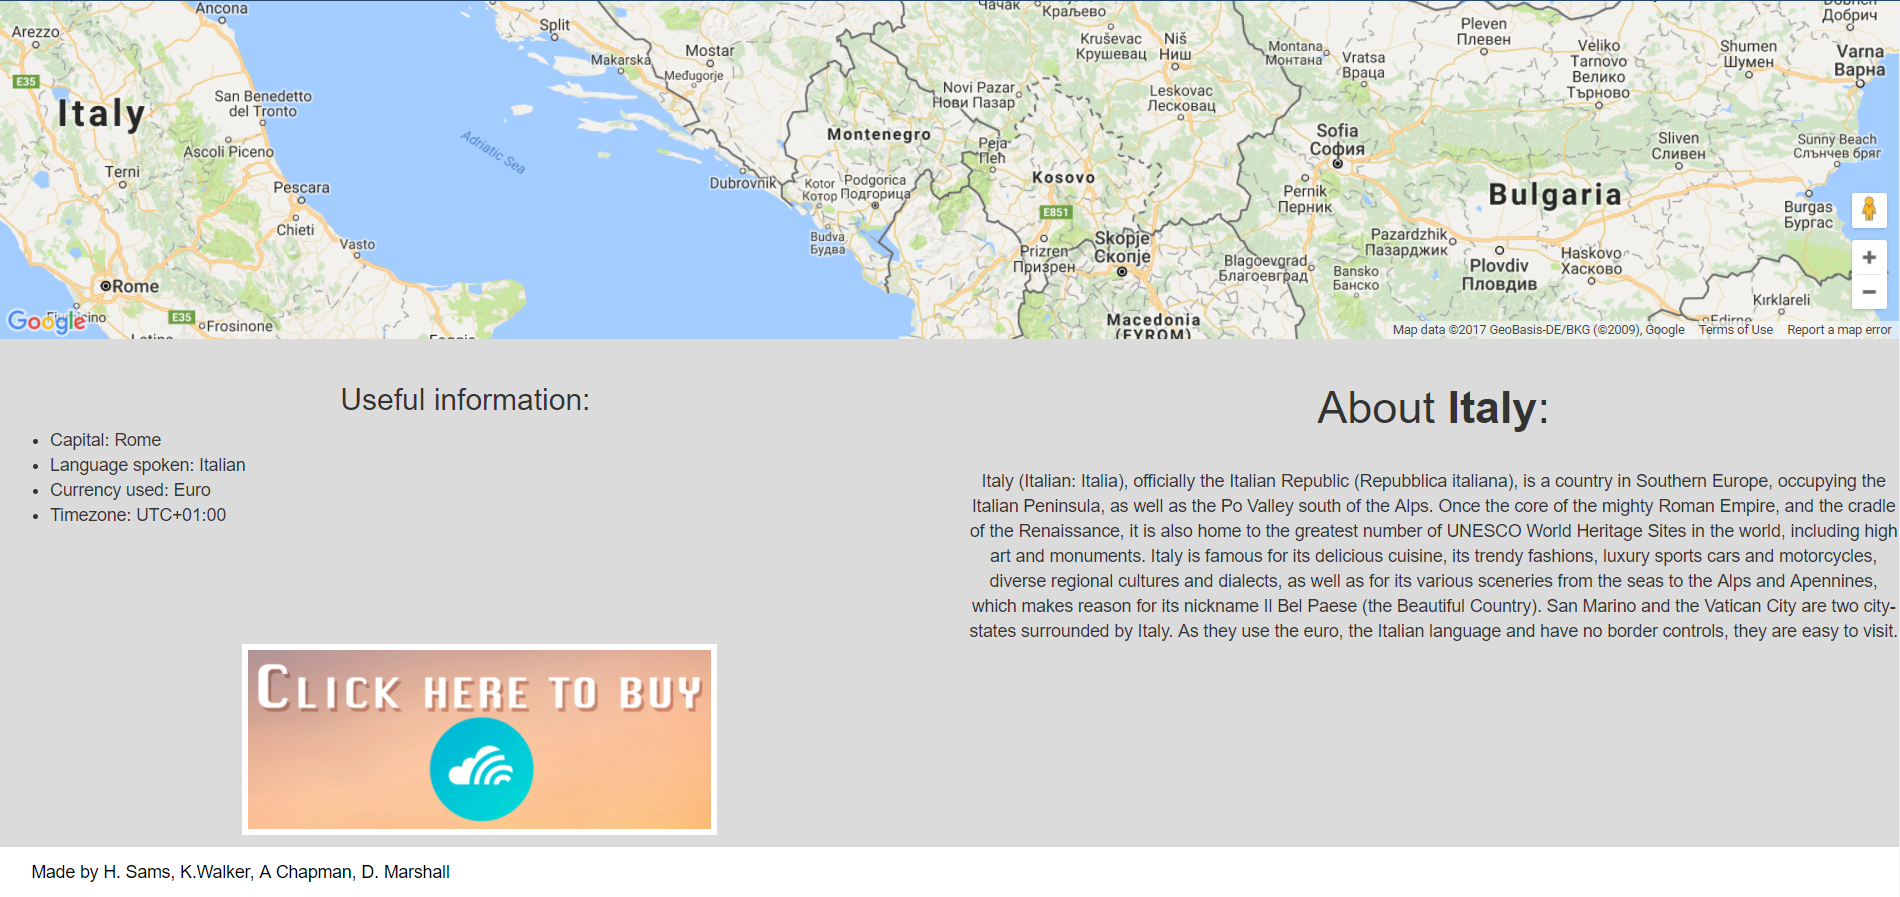 Ancona
Arezzo
E35
Italy
San Benedetto
del Tronto
Ascoli Piceno
Terni
Pescara
Chieti
Vasto
Rome
E35
Frosinone
Google
Adriatic Sea
Split
Makarska
Mostar
Međugorje
Dubrovnik
Чачак
Краљево
Kruševac
Крушевац
Niš
Ниш
Novi Pazar
Нови Пазар
Leskovac
Лесковац
Montenegro
Peja
Пећ
Kosovo
Kotor
Котор
Podgorica
Подгорица
E851
Budva
Будва
Prizren
Призрен
Skopje
Скопје
Macedonia
(FYROM)
Montana
Монтана
Vratsa
Враца
Pleven
Плевен
Veliko
Tarnovo
Велико
Търново
Shumen
Шумен
Добрич
Varna
Варна
Sofia
София
Pernik
Перник
Sliven
Сливен
Sunny Beach
Слънчев бряг
Bulgaria
Burgas
Бургас
Pazardzhik
Пазарджик
Blagoevgrad
Благоевград
Bansko
Банско
Plovdiv
Пловдив
Haskovo
Хасково
Kırklareli
Edirne
+
−
Map data ©2017 GeoBasis-DE/BKG (©2009), Google Terms of Use Report a map error
Useful information:
• Capital: Rome
• Language spoken: Italian
• Currency used: Euro
• Timezone: UTC+01:00
Click here to buy
About Italy:
Italy (Italian: Italia), officially the Italian Republic (Repubblica italiana), is a country in Southern Europe, occupying the
Italian Peninsula, as well as the Po Valley south of the Alps. Once the core of the mighty Roman Empire, and the cradle
of the Renaissance, it is also home to the greatest number of UNESCO World Heritage Sites in the world, including high
art and monuments. Italy is famous for its delicious cuisine, its trendy fashions, luxury sports cars and motorcycles,
diverse regional cultures and dialects, as well as for its various sceneries from the seas to the Alps and Apennines,
which makes reason for its nickname Il Bel Paese (the Beautiful Country). San Marino and the Vatican City are two city-
states surrounded by Italy. As they use the euro, the Italian language and have no border controls, they are easy to visit.
Made by H. Sams, K.Walker, A Chapman, D. Marshall